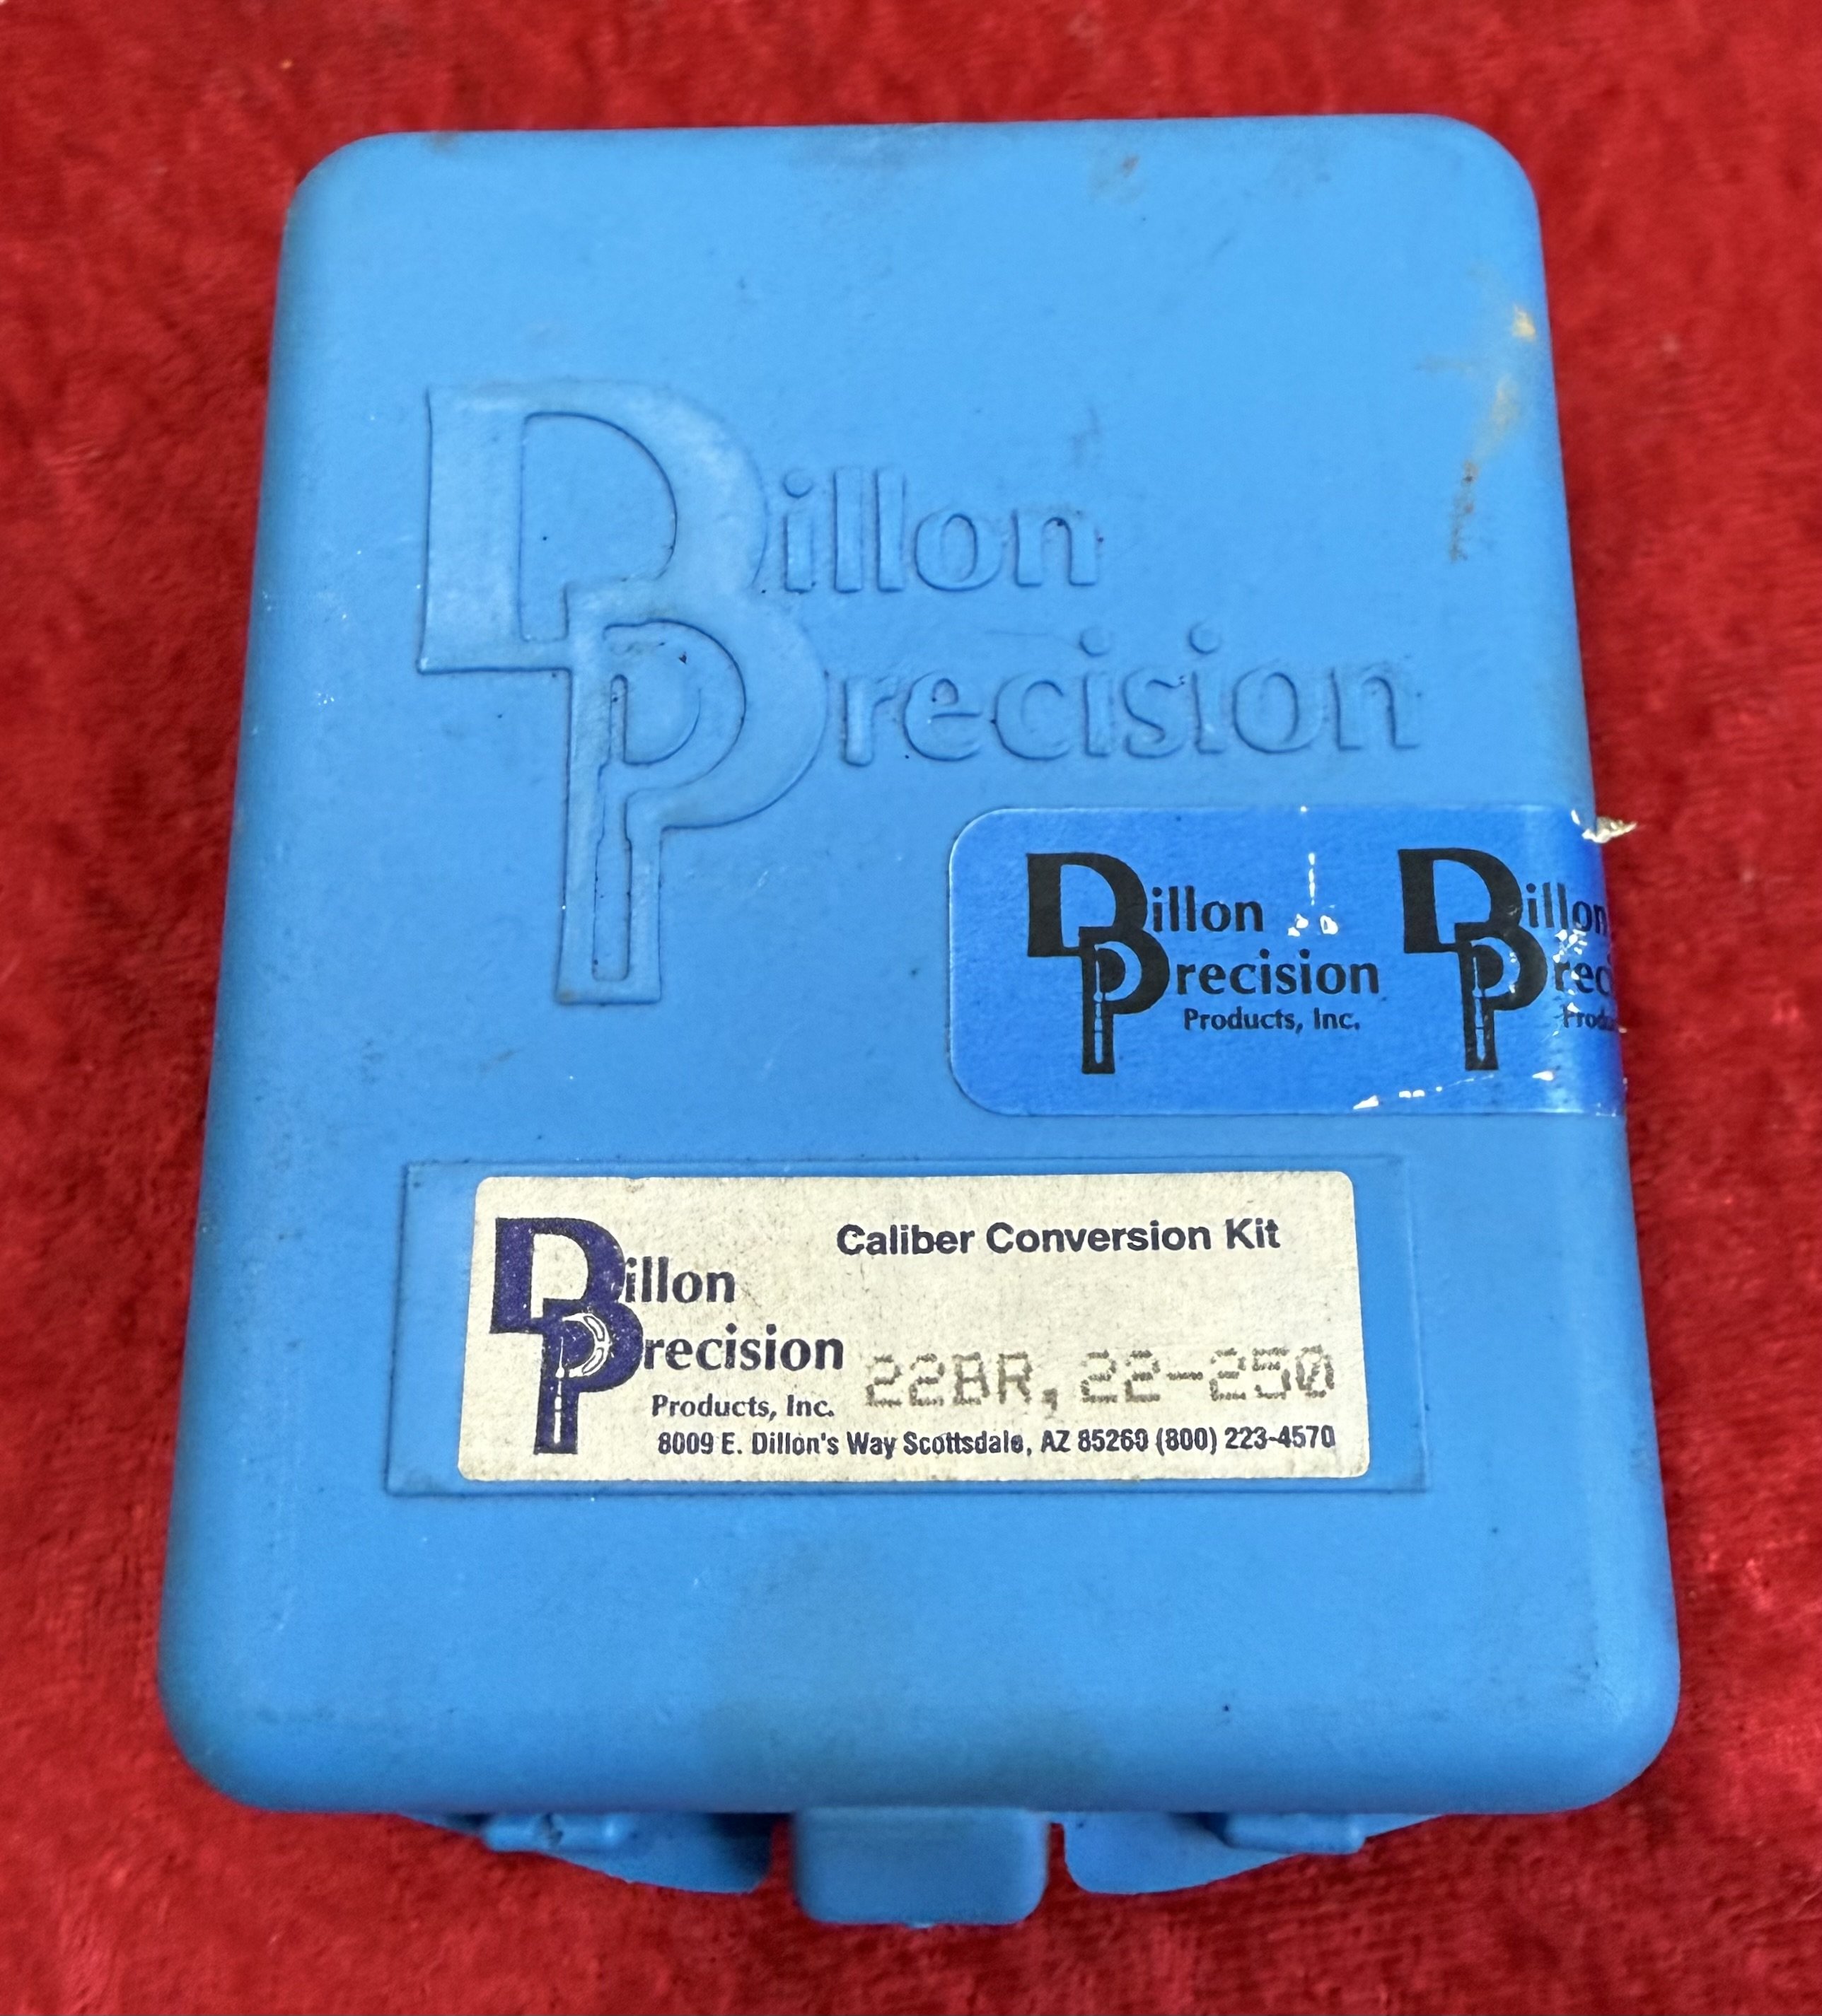 Dillon
Precision
Dillon
Precision
Products, Inc.
Dillon
Caliber Conversion Kit
Dillon
Precision
22BR, 22-250
Products, Inc.
8009 E. Dillon's Way Scottsdale, AZ 85260 (800) 223-4570